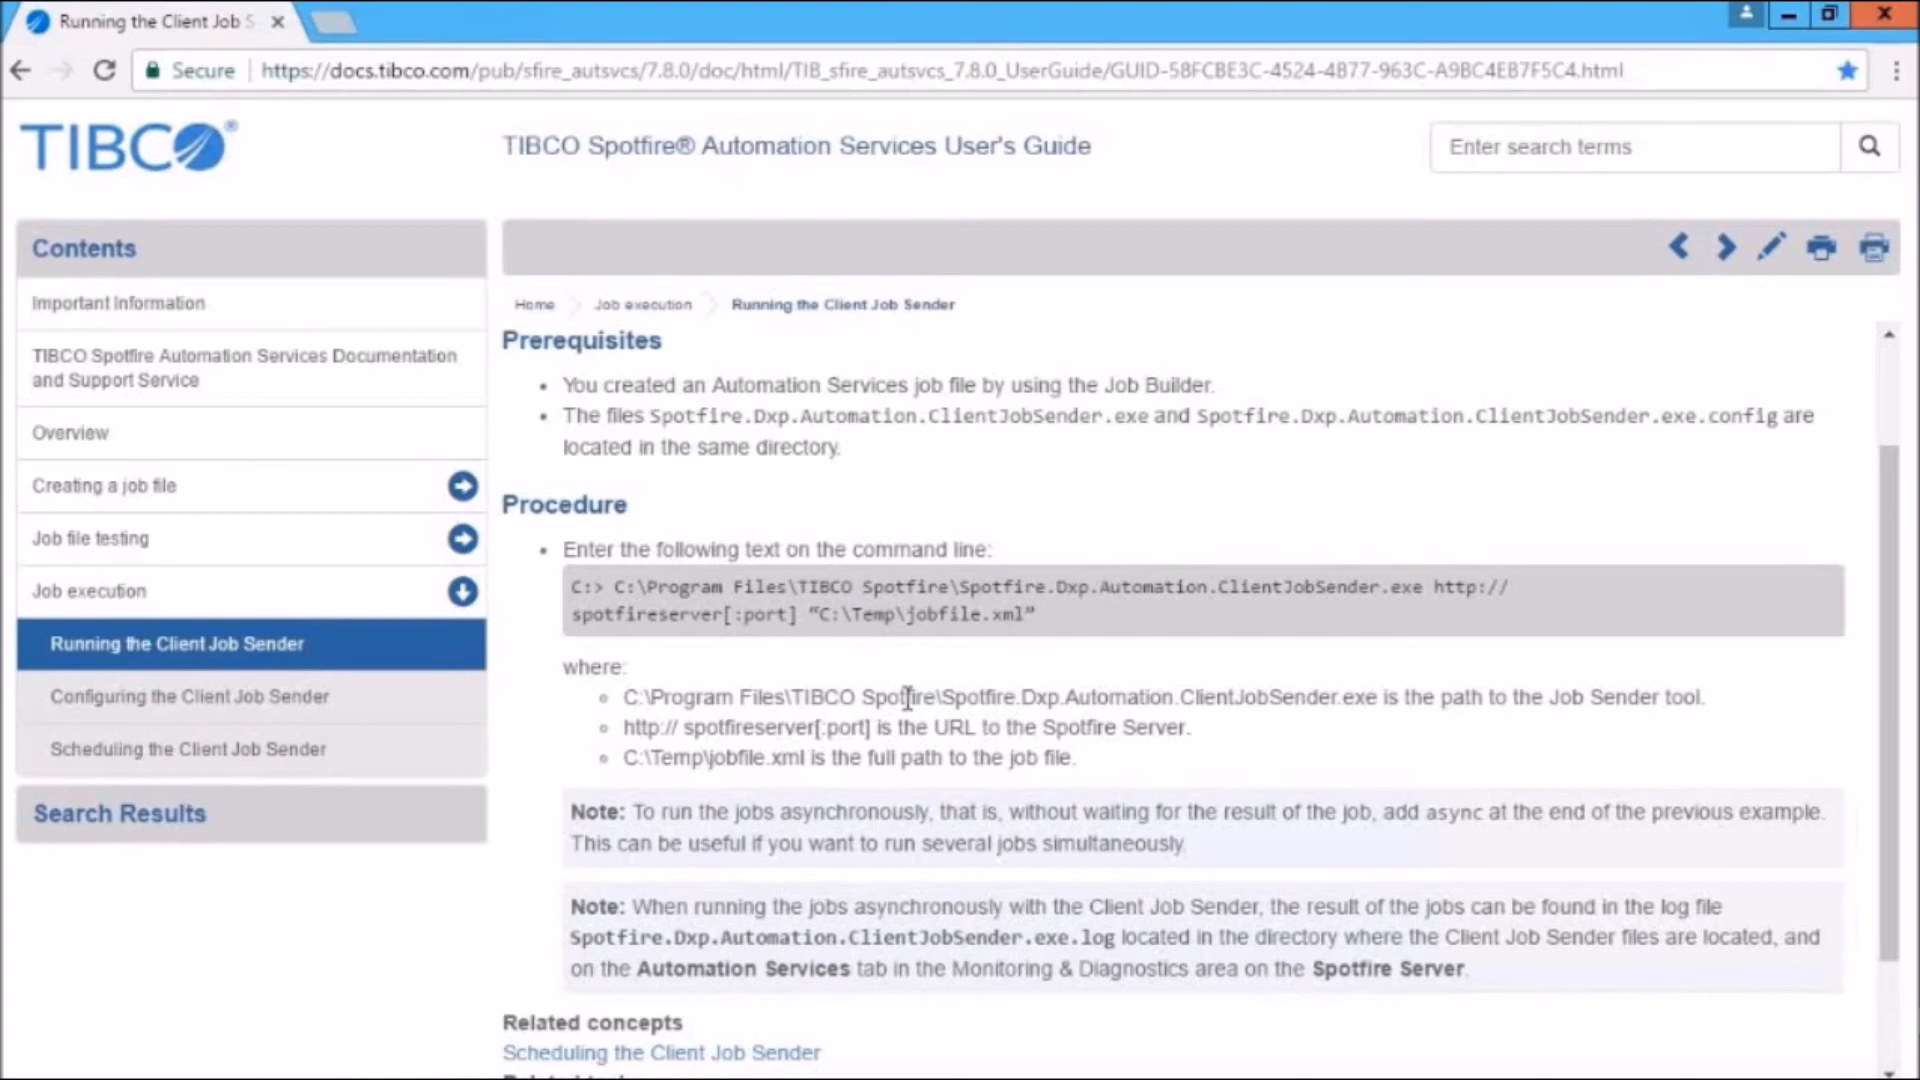 Running the Client Job S
Secure https://docs.tibco.com/pub/sfire_autsvcs/7.8.0/doc/html/TIB_sfire_autsvcs_7.8.0_UserGuide/GUID-58FCBE3C-4524-4B77-963C-A9BC4EB7F5C4.html
TIBCO®
TIBCO Spotfire® Automation Services User's Guide
Enter search terms
Contents
Important Information
TIBCO Spotfire Automation Services Documentation
and Support Service
Overview
Creating a job file
Job file testing
Job execution
Running the Client Job Sender
Configuring the Client Job Sender
Scheduling the Client Job Sender
Search Results
Home Job execution Running the Client Job Sender
Prerequisites
• You created an Automation Services job file by using the Job Builder.
• The files Spotfire.Dxp.Automation.ClientJobSender.exe and Spotfire.Dxp.Automation.ClientJobSender.exe.config are
located in the same directory.
Procedure
• Enter the following text on the command line:
C:> C:\Program Files\TIBCO Spotfire\Spotfire.Dxp.Automation.ClientJobSender.exe http://
spotfireserver[:port] “C:\Temp\jobfile.xml”
where:
C:\Program Files\TIBCO Spotfire\Spotfire.Dxp.Automation.ClientJobSender.exe is the path to the Job Sender tool.
http:// spotfireserver[:port] is the URL to the Spotfire Server.
C:\Temp\jobfile.xml is the full path to the job file.
Note: To run the jobs asynchronously, that is, without waiting for the result of the job, add async at the end of the previous example.
This can be useful if you want to run several jobs simultaneously.
Note: When running the jobs asynchronously with the Client Job Sender, the result of the jobs can be found in the log file
Spotfire.Dxp.Automation.ClientJobSender.exe.log located in the directory where the Client Job Sender files are located, and
on the Automation Services tab in the Monitoring & Diagnostics area on the Spotfire Server.
Related concepts
Scheduling the Client Job Sender